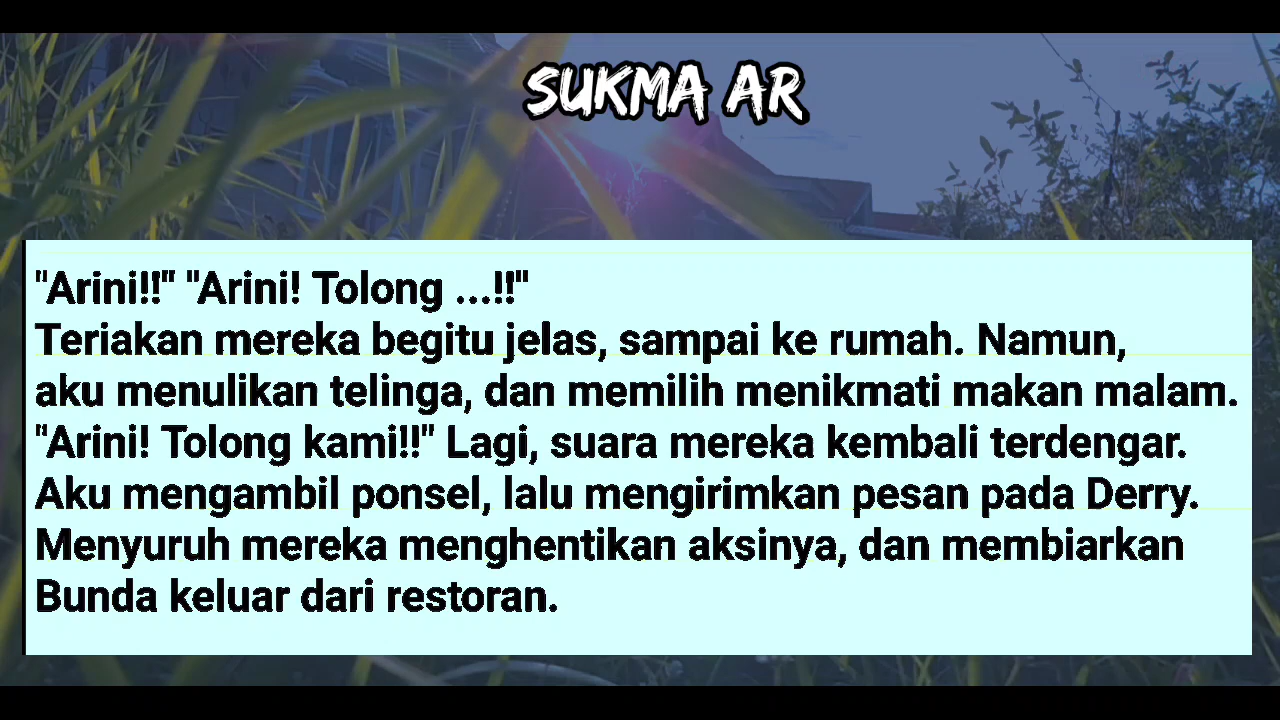 SUKMA AR
"Arini!!" "Arini! Tolong ...!!"
Teriakan mereka begitu jelas, sampai ke rumah. Namun,
aku menulikan telinga, dan memilih menikmati makan malam.
"Arini! Tolong kami!!" Lagi, suara mereka kembali terdengar.
Aku mengambil ponsel, lalu mengirimkan pesan pada Derry.
Menyuruh mereka menghentikan aksinya, dan membiarkan
Bunda keluar dari restoran.